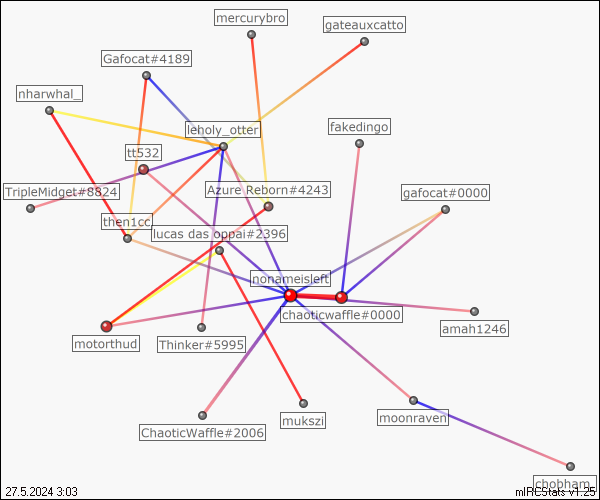 mercurybro
gateauxcatto
Gafocat#4189
nharwhal_
leholy_otter
fakedingo
tt532
TripleMidget#8824
Azure Reborn#4243
gafocat#0000
then1cc
lucas das oppai#2396
nonameisleft
chaoticwaffle#0000
amah1246
motorthud
Thinker#5995
mukszi
moonraven
ChaoticWaffle#2006
chobham_
27.5.2024 3:03
mIRCStats v1.25